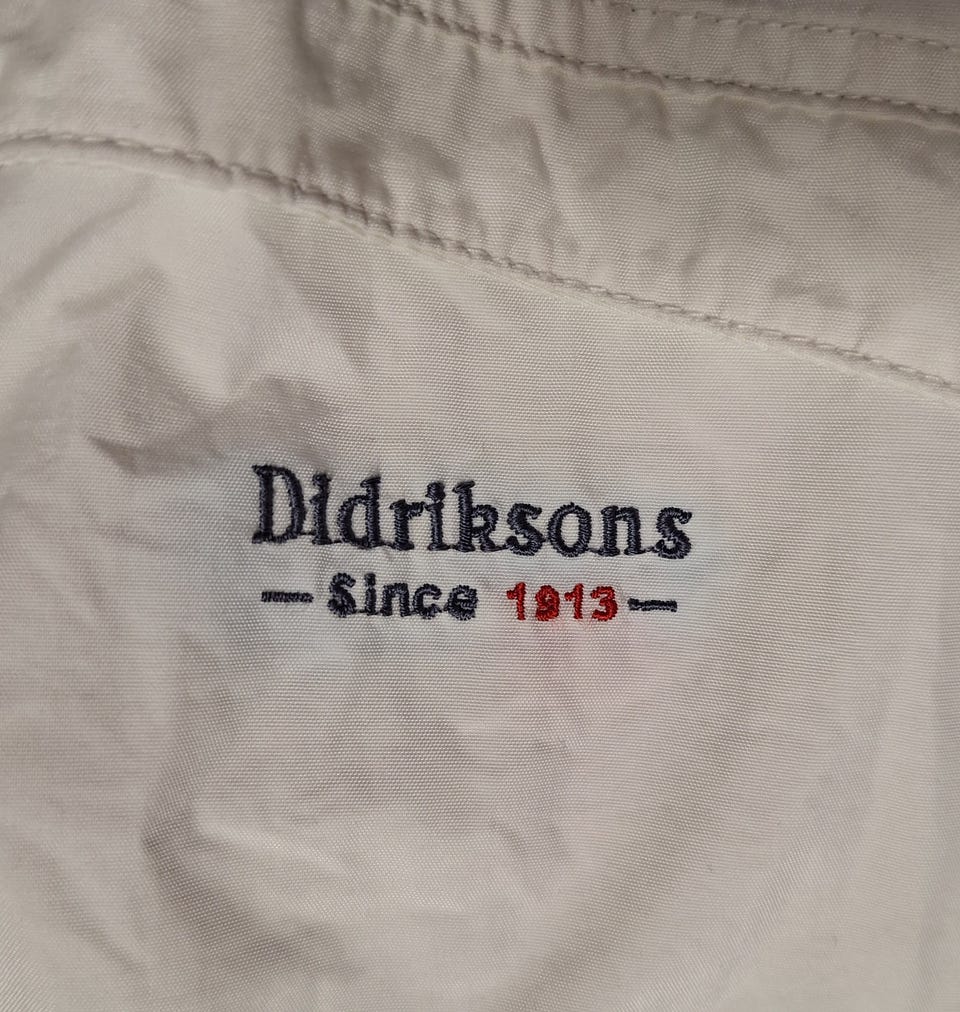 Didriksons
— Since 1913 —